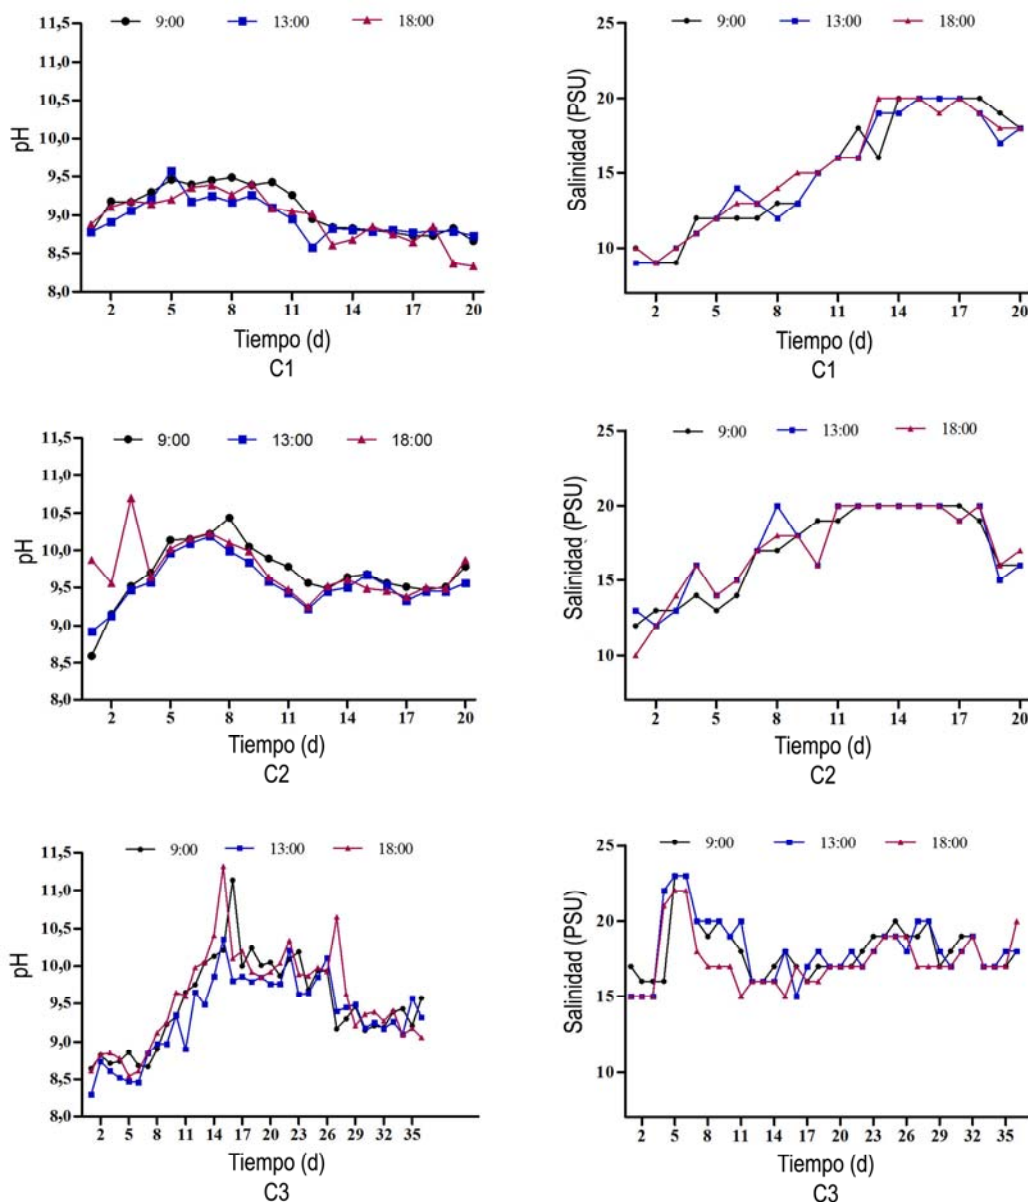 9:00 13:00 18:00
11,5
11,0
10,5
10,0
9,5
9,0
8,5
8,0
pH
2 5 8 11 14 17 20
Tiempo (d)
C1
9:00 13:00 18:00
25
20
15
10
Salinidad (PSU)
2 5 8 11 14 17 20
Tiempo (d)
C1
9:00 13:00 18:00
11,5
11,0
10,5
10,0
9,5
9,0
8,5
8,0
pH
2 5 8 11 14 17 20
Tiempo (d)
C2
9:00 13:00 18:00
25
20
15
10
Salinidad (PSU)
2 5 8 11 14 17 20
Tiempo (d)
C2
9:00 13:00 18:00
11,5
11,0
10,5
10,0
9,5
9,0
8,5
8,0
pH
2 5 8 11 14 17 20 23 26 29 32 35
Tiempo (d)
C3
9:00 13:00 18:00
25
20
15
10
Salinidad (PSU)
2 5 8 11 14 17 20 23 26 29 32 35
Tiempo (d)
C3